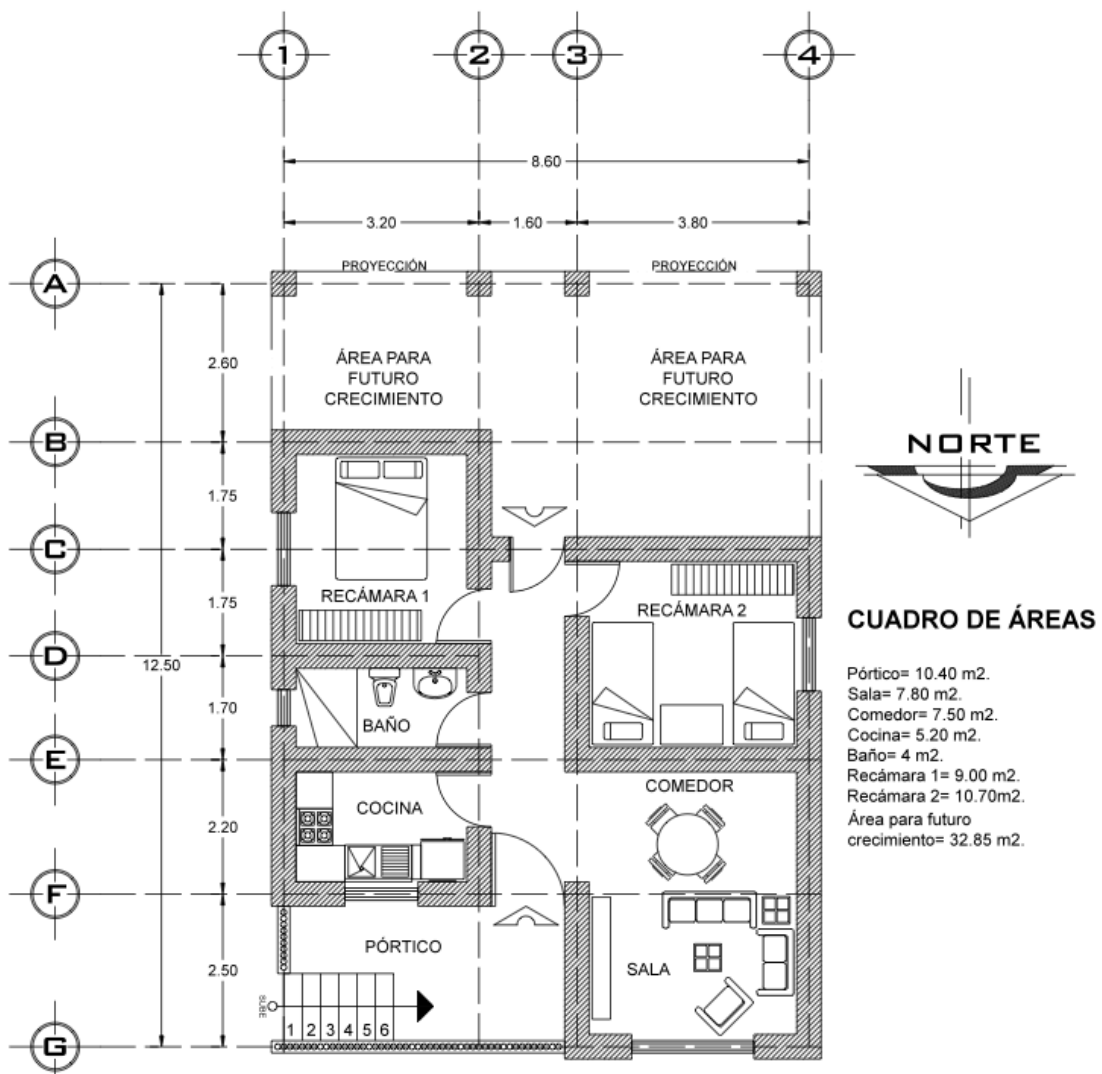 1 2 3 4
8.60
3.20 1.60 3.80
PROYECCIÓN PROYECCIÓN
A
2.60
ÁREA PARA
FUTURO
CRECIMIENTO
ÁREA PARA
FUTURO
CRECIMIENTO
B
NORTE
1.75
C
RECÁMARA 1
1.75
RECÁMARA 2
D
12.50
1.70
BAÑO
E
COCINA
COMEDOR
2.20
F
PÓRTICO
2.50
SALA
SUBE
1 2 3 4 5 6
G
CUADRO DE ÁREAS
Pórtico= 10.40 m2.
Sala= 7.80 m2.
Comedor= 7.50 m2.
Cocina= 5.20 m2.
Baño= 4 m2.
Recámara 1= 9.00 m2.
Recámara 2= 10.70m2.
Área para futuro
crecimiento= 32.85 m2.